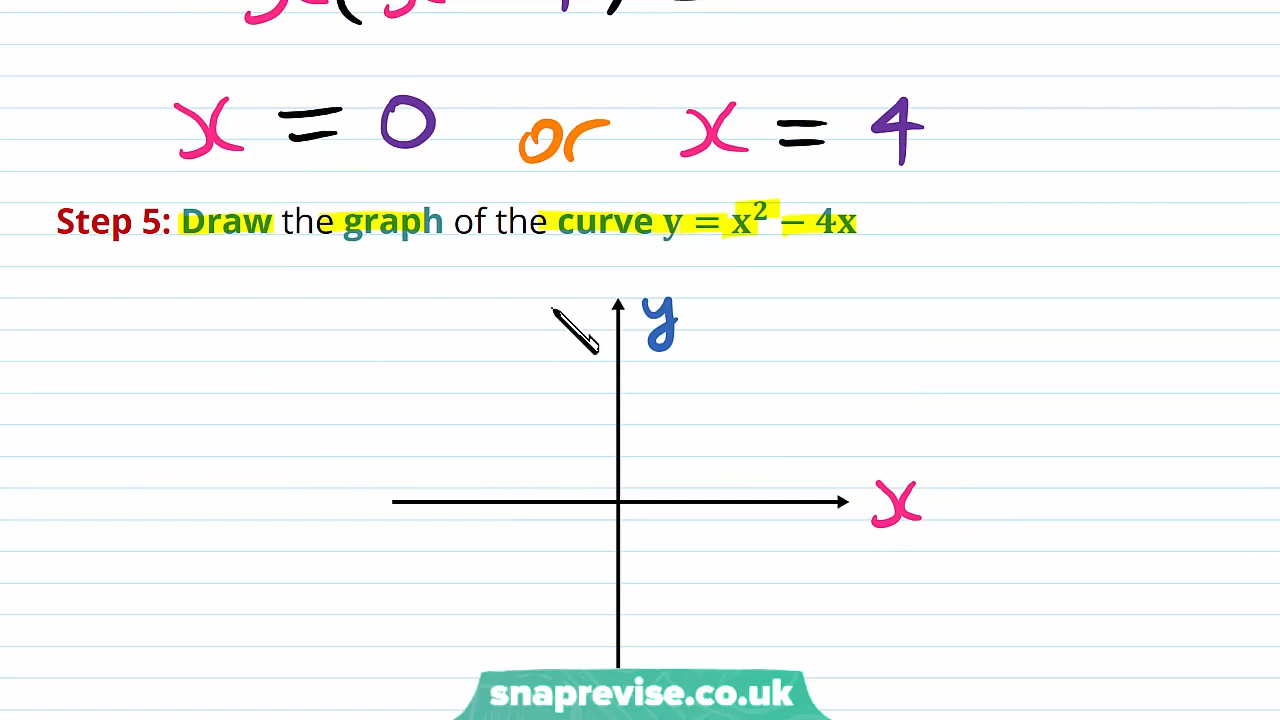 x = 0 or x = 4
Step 5: Draw the graph of the curve y = x² − 4x
y
x
snaprevise.co.uk